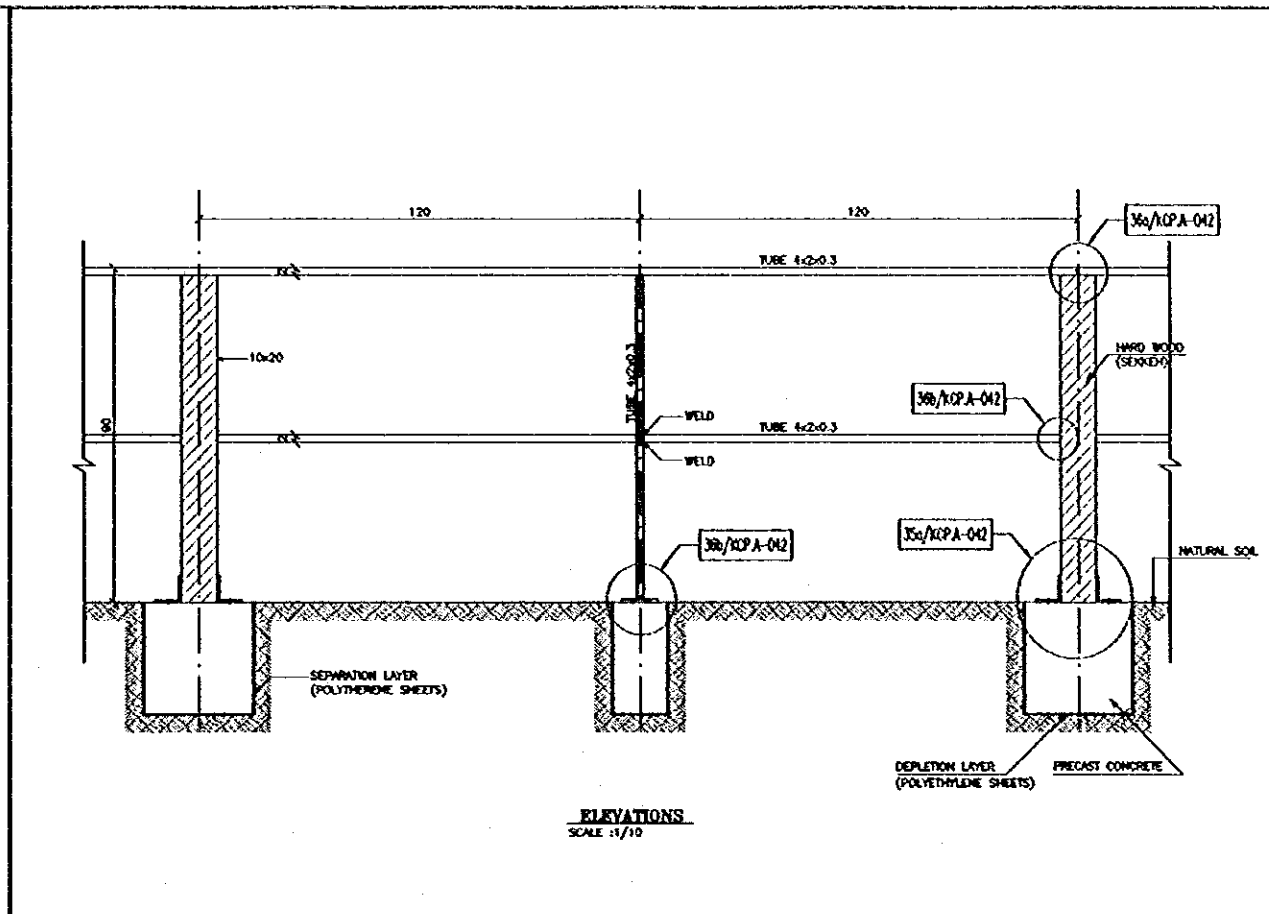 120
120
36a/KCP.A-042
TUBE 4x2x0.3
10x20
TUBE 4x2x0.3
HARD WOOD
36b/KCP.A-042
90
WELD
TUBE 4x2x0.3
WELD
36b/KCP.A-042
35a/KCP.A-042
NATURAL SOIL
SEPARATION LAYER
(POLYTHEREME SHEETS)
DEPLETION LAYER
(POLYETHYLENE SHEETS)
PRECAST CONCRETE
ELEVATIONS
SCALE :1/10